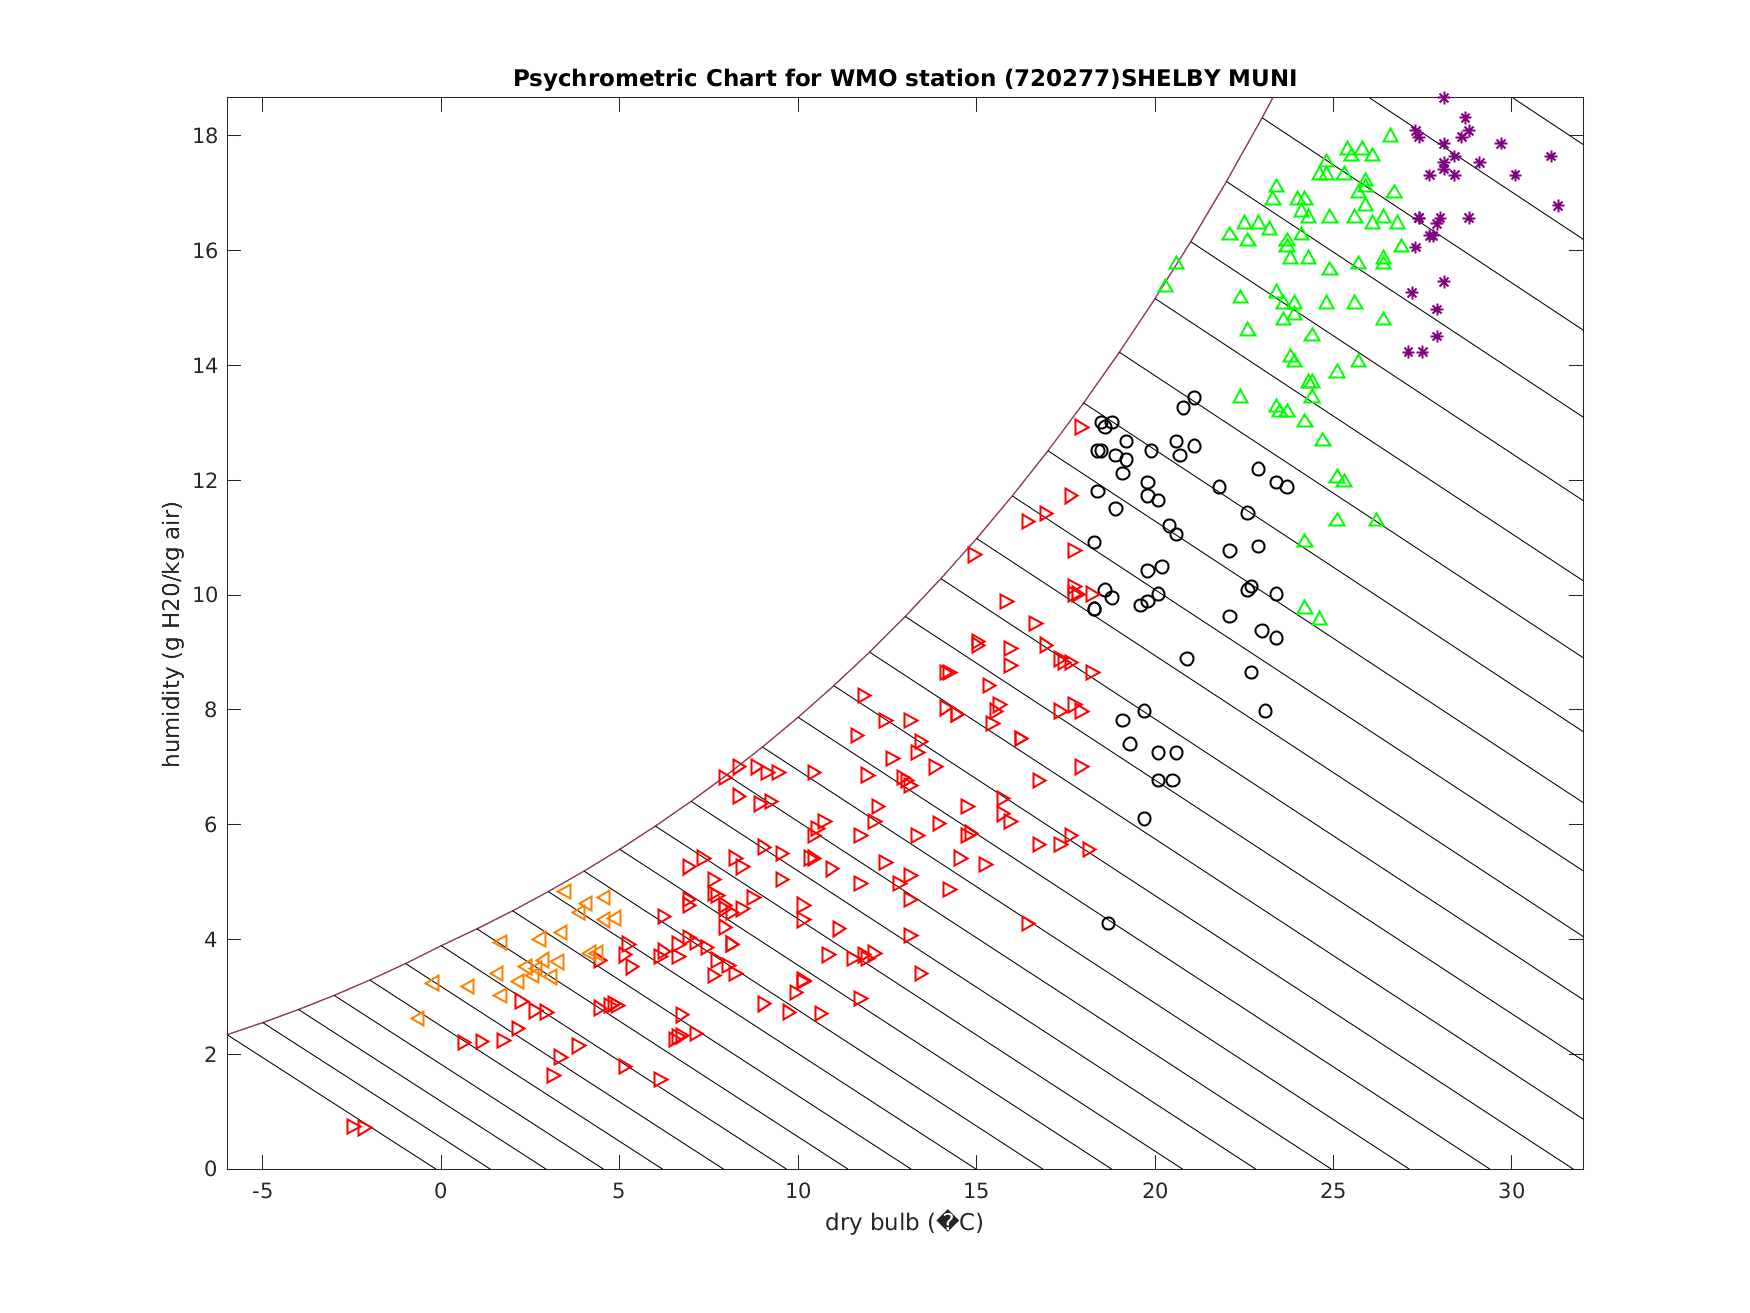 Psychrometric Chart for WMO station (720277)SHELBY MUNI
humidity (g H20/kg air)
18
16
14
12
10
8
6
4
2
0
-5 0 5 10 15 20 25 30
dry bulb (�C)